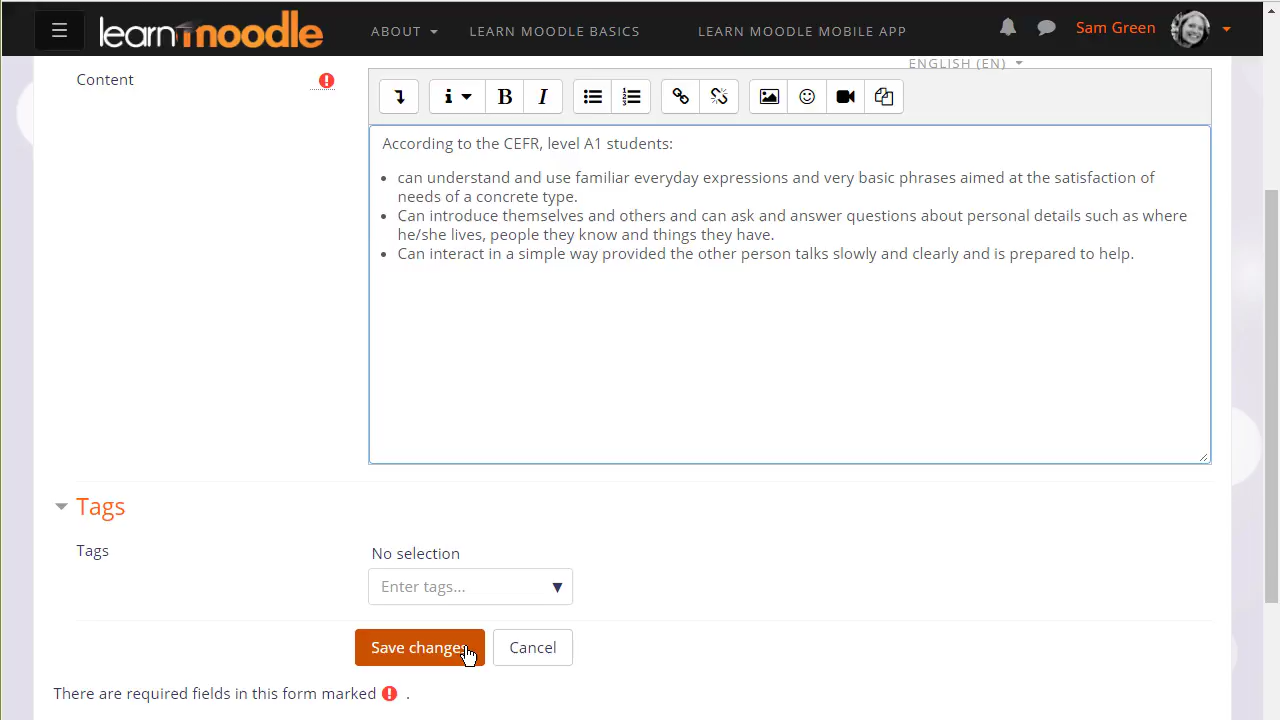 learn moodle
ABOUT
LEARN MOODLE BASICS
LEARN MOODLE MOBILE APP
Sam Green
ENGLISH (EN)
Content
B
I
According to the CEFR, level A1 students:
• can understand and use familiar everyday expressions and very basic phrases aimed at the satisfaction of
needs of a concrete type.
• Can introduce themselves and others and can ask and answer questions about personal details such as where
he/she lives, people they know and things they have.
• Can interact in a simple way provided the other person talks slowly and clearly and is prepared to help.
Tags
Tags
No selection
Enter tags...
Save changes
Cancel
There are required fields in this form marked .